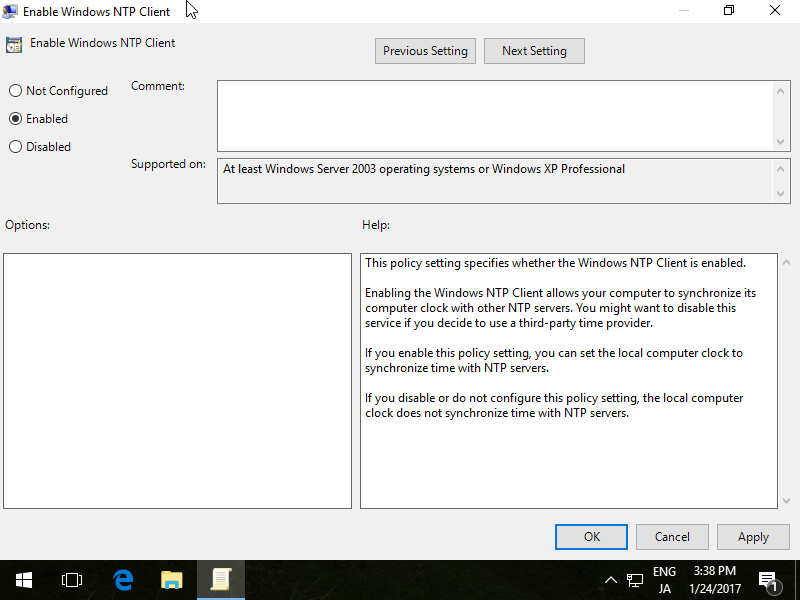 Enable Windows NTP Client
Enable Windows NTP Client
Previous Setting
Next Setting
Not Configured
Enabled
Disabled
Comment:
Supported on:
At least Windows Server 2003 operating systems or Windows XP Professional
Options:
Help:
This policy setting specifies whether the Windows NTP Client is enabled.
Enabling the Windows NTP Client allows your computer to synchronize its
computer clock with other NTP servers. You might want to disable this
service if you decide to use a third-party time provider.
If you enable this policy setting, you can set the local computer clock to
synchronize time with NTP servers.
If you disable or do not configure this policy setting, the local computer
clock does not synchronize time with NTP servers.
OK
Cancel
Apply
ENG
JA
3:38 PM
1/24/2017
1